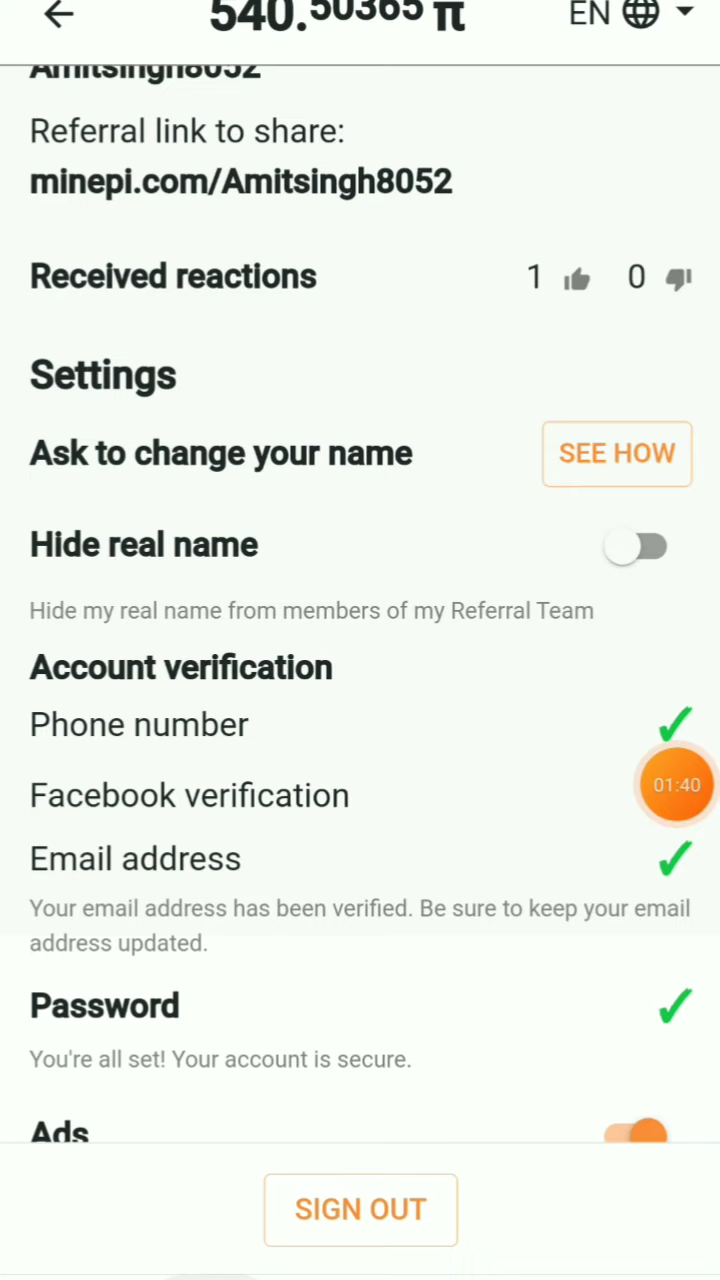 540.50365 π EN
Amitsingh8052
Referral link to share:
minepi.com/Amitsingh8052
Received reactions 1 0
Settings
Ask to change your name SEE HOW
Hide real name
Hide my real name from members of my Referral Team
Account verification
Phone number
01:40
Facebook verification
Email address
Your email address has been verified. Be sure to keep your email
address updated.
Password
You're all set! Your account is secure.
Ads
SIGN OUT